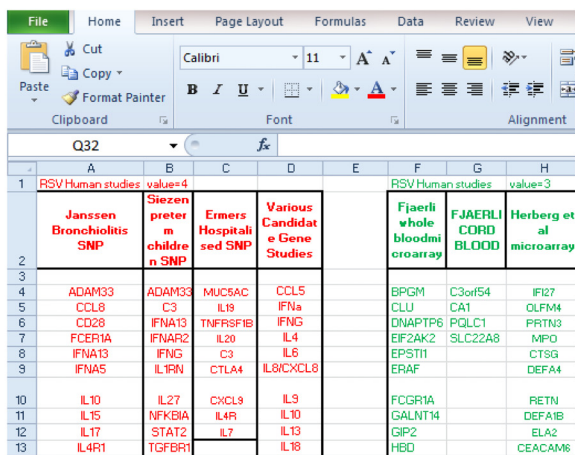 File Home Insert Page Layout Formulas Data Review View
Cut
Copy
Format Painter
Paste
Calibri 11 A A
B I U A
Clipboard Font Alignment
Q32 fx
A B C D E F G H
1 RSV Human studies value=4 RSV Human studies value=3
2 Janssen Bronchiolitis SNP Siezen preterm children SNP Ermers Hospitalised SNP Various Candidate Gene Studies Fjaerli whole bloodmicroarray FJAERLI CORD BLOOD Herberg et al microarray
3
4 ADAM33 ADAM33 MUC5AC CCL5 BPGM C3orf54 IFI27
5 CCL8 C3 IL19 IFNa CLU CA1 OLFM4
6 CD28 IFNA13 TNFRSF1B IFNG DNAPTP6 PQLC1 PRTN3
7 FCER1A IFNAR2 IL20 IL4 EIF2AK2 SLC22A8 MPO
8 IFNA13 IFNG C3 IL6 EPSTI1 CTSG
9 IFNA5 IL1RN CTLA4 IL8/CXCL8 ERAF DEFA4
10 IL10 IL27 CXCL9 IL9 FCGR1A RETN
11 IL15 NFKBIA IL4R IL10 GALNT14 DEFA1B
12 IL17 STAT2 IL7 IL13 GIP2 ELA2
13 IL4R1 TGFBR1 IL18 HBD CEACAM6